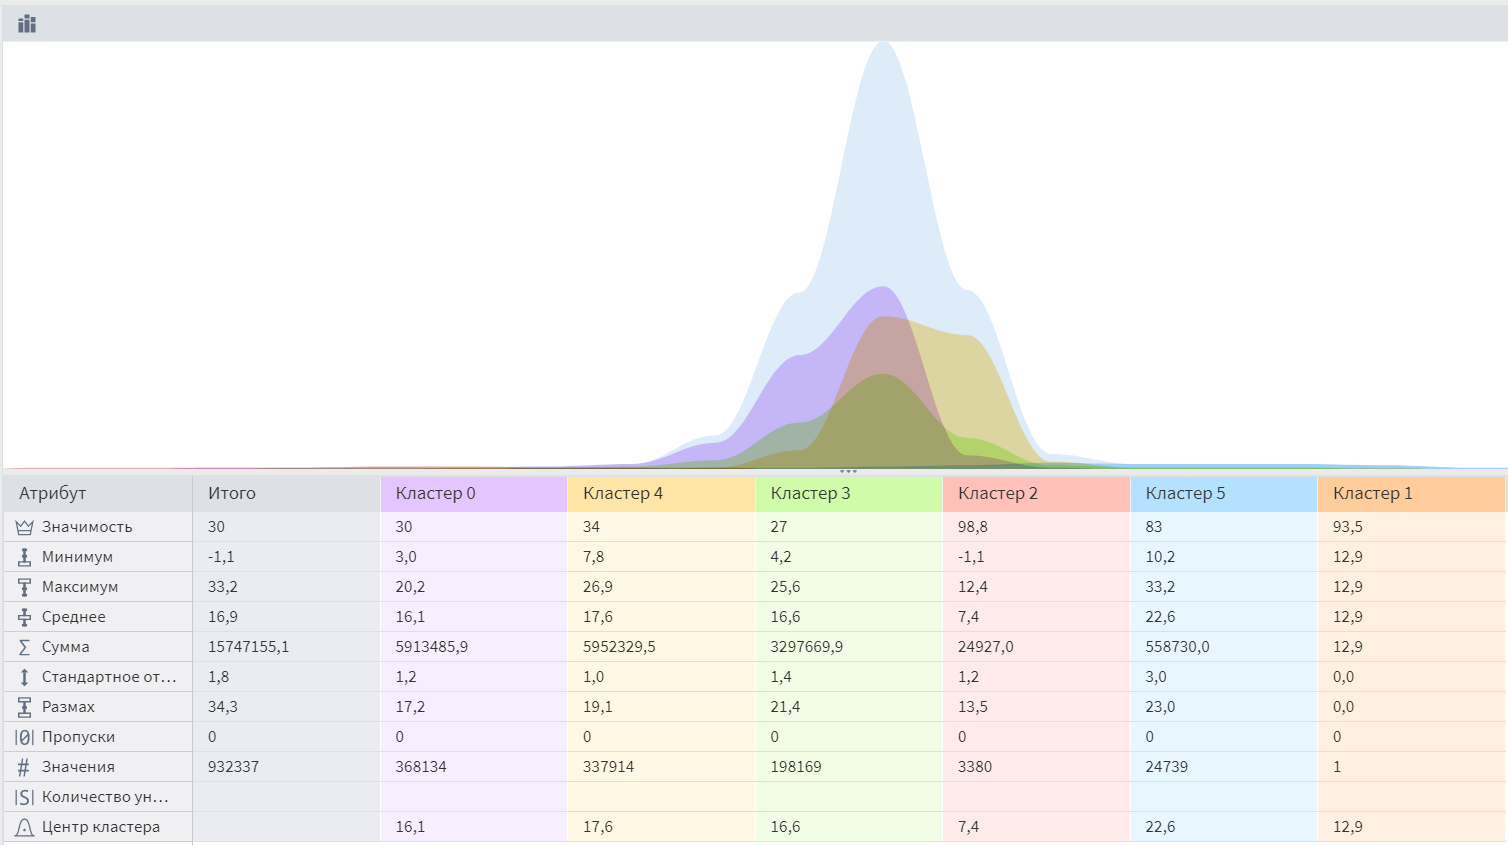 Атрибут Итого Кластер 0 Кластер 4 Кластер 3 Кластер 2 Кластер 5 Кластер 1
Значимость 30 30 34 27 98,8 83 93,5
Минимум -1,1 3,0 7,8 4,2 -1,1 10,2 12,9
Максимум 33,2 20,2 26,9 25,6 12,4 33,2 12,9
Среднее 16,9 16,1 17,6 16,6 7,4 22,6 12,9
Σ Сумма 15747155,1 5913485,9 5952329,5 3297669,9 24927,0 558730,0 12,9
Стандартное от... 1,8 1,2 1,0 1,4 1,2 3,0 0,0
Размах 34,3 17,2 19,1 21,4 13,5 23,0 0,0
|0| Пропуски 0 0 0 0 0 0 0
# Значения 932337 368134 337914 198169 3380 24739 1
|S| Количество ун...
Центр кластера 16,1 17,6 16,6 7,4 22,6 12,9